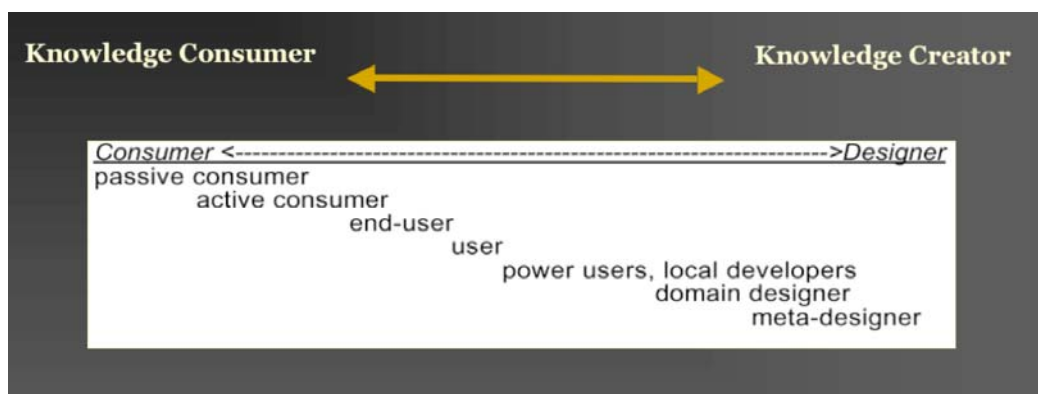 Knowledge Consumer
Knowledge Creator
Consumer <------------------------------------------------------------------>Designer
passive consumer
active consumer
end-user
user
power users, local developers
domain designer
meta-designer